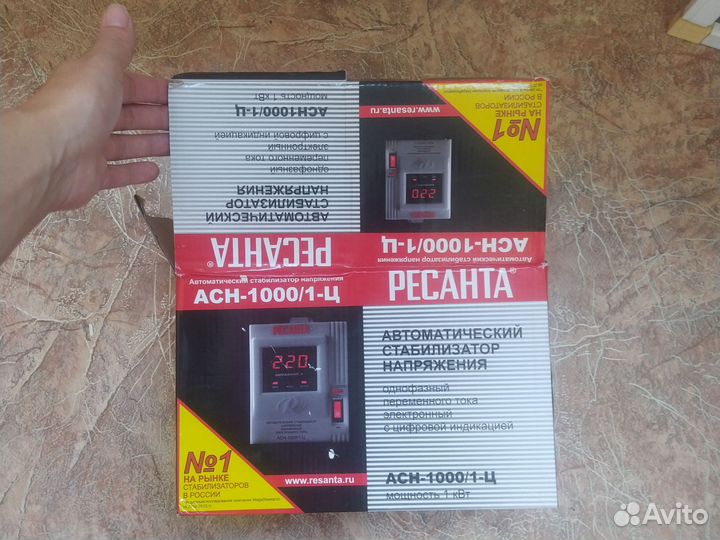 АСН1000/1-Ц
мощность 1 кВт
однофазный
переменного тока
электронный
с цифровой индикацией
АВТОМАТИЧЕСКИЙ
СТАБИЛИЗАТОР
НАПРЯЖЕНИЯ
РЕСАНТА®
www.resanta.ru
№1
НА РЫНКЕ
СТАБИЛИЗАТОРОВ
В РОССИИ
Автоматический стабилизатор напряжения
АСН-1000/1-Ц
Автоматический стабилизатор напряжения
АСН-1000/1-Ц
РЕСАНТА
220
АСН-1000/1-Ц
№1
НА РЫНКЕ
СТАБИЛИЗАТОРОВ
В РОССИИ
www.resanta.ru
РЕСАНТА®
АВТОМАТИЧЕСКИЙ
СТАБИЛИЗАТОР
НАПРЯЖЕНИЯ
однофазный
переменного тока
электронный
с цифровой индикацией
АСН-1000/1-Ц
мощность 1 кВт
Avito